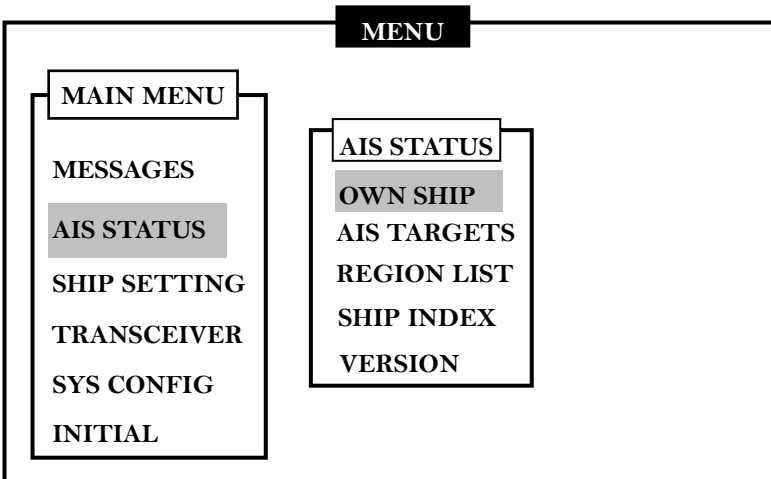 MENU
MAIN MENU
MESSAGES
AIS STATUS
SHIP SETTING
TRANSCEIVER
SYS CONFIG
INITIAL
AIS STATUS
OWN SHIP
AIS TARGETS
REGION LIST
SHIP INDEX
VERSION